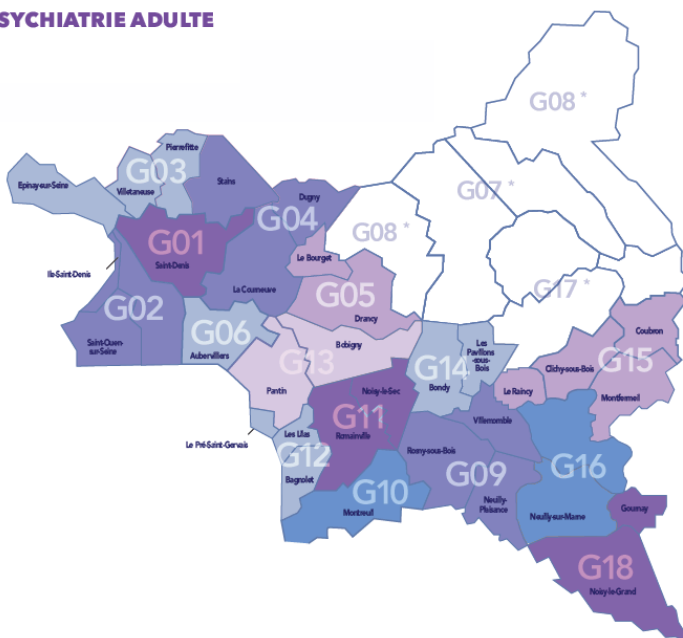 SYCHIATRIE ADULTE
G08 *
Pierrefitte
G03
Epinay-sur-Seine
Villetaneuse
Stains
G07 *
Dugny
G04
G08 *
G01
Saint-Denis
Le Bourget
Ile-Saint-Denis
La Courneuve
G05
G17 *
G02
Drancy
Coubron
G06
Saint-Ouen-
sur-Seine
Aubervilliers
Bobigny
Les
Pavillons
-sous-
Bois
G13
G14
G15
Clichy-sous-Bois
Pantin
Noisy-le-Sec
Bondy
Le Raincy
Montfermeil
G11
Villemomble
Les Lilas
Romainville
Le Pré-Saint-Gervais
Rosny-sous-Bois
G12
G16
G09
Bagnolet
G10
Neuilly-
Plaisance
Montreuil
Neuilly-sur-Marne
Gournay
G18
Noisy-le-Grand